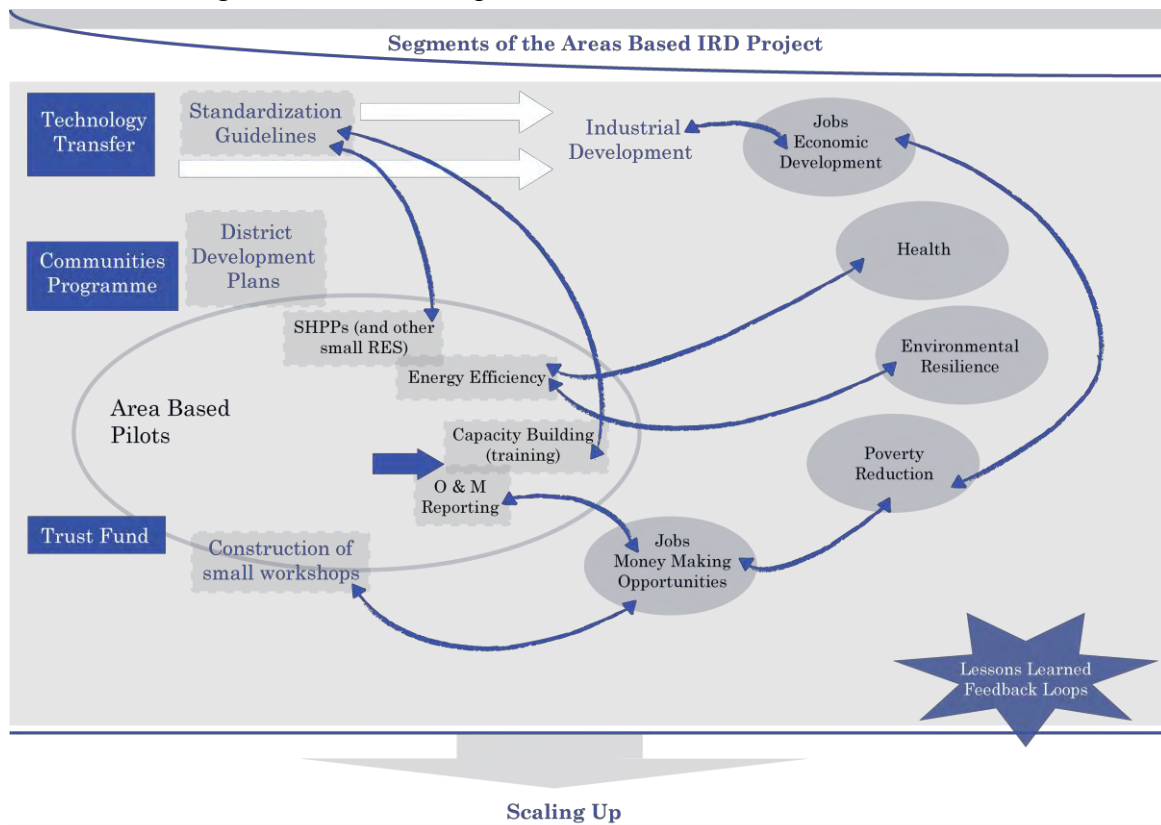 Segments of the Areas Based IRD Project
Technology
Transfer
Standardization
Guidelines
Industrial
Development
Jobs
Economic
Development
Communities
Programme
District
Development
Plans
Health
SHPPs (and other
small RES)
Energy Efficiency
Environmental
Resilience
Area Based
Pilots
Capacity Building
(training)
O & M
Reporting
Poverty
Reduction
Trust Fund
Construction of
small workshops
Jobs
Money Making
Opportunities
Lessons Learned
Feedback Loops
Scaling Up